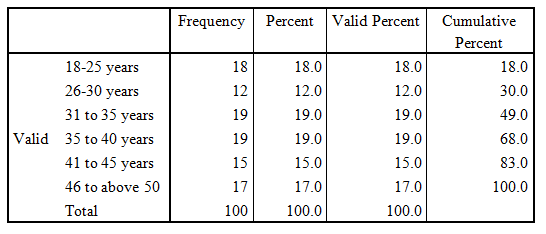 Frequency Percent Valid Percent Cumulative
Percent
18-25 years 18 18.0 18.0 18.0
26-30 years 12 12.0 12.0 30.0
31 to 35 years 19 19.0 19.0 49.0
Valid 35 to 40 years 19 19.0 19.0 68.0
41 to 45 years 15 15.0 15.0 83.0
46 to above 50 17 17.0 17.0 100.0
Total 100 100.0 100.0